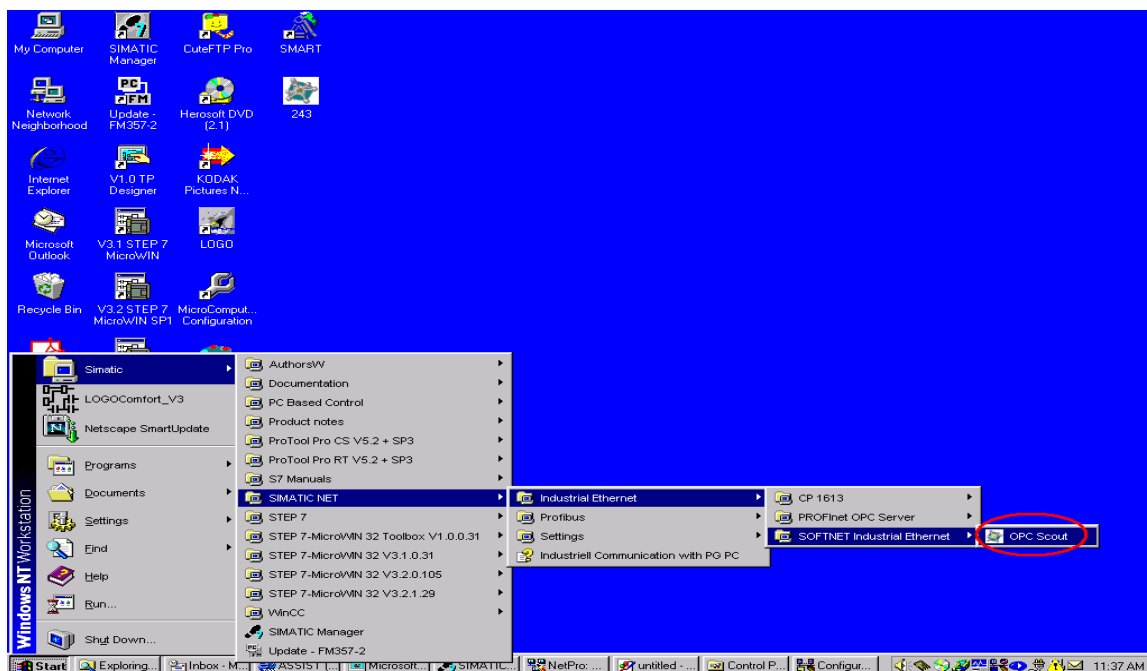 My Computer
SIMATIC
Manager
CuteFTP Pro
SMART
Network
Neighborhood
Update -
FM357-2
Herosoft DVD
(2.1)
243
Internet
Explorer
V1.0 TP
Designer
KODAK
Pictures N...
Microsoft
Outlook
V3.1 STEP 7
MicroWIN
LOGO
Recycle Bin
V3.2 STEP 7
MicroWIN SP1
MicroComput...
Configuration
Windows NT Workstation
Simatic
LOGOComfort_V3
Netscape SmartUpdate
Programs
Documents
Settings
Find
Help
Run...
Shut Down...
AuthorsW
Documentation
PC Based Control
Product notes
ProTool Pro CS V5.2 + SP3
ProTool Pro RT V5.2 + SP3
S7 Manuals
SIMATIC NET
STEP 7
STEP 7-MicroWIN 32 Toolbox V1.0.0.31
STEP 7-MicroWIN 32 V3.1.0.31
STEP 7-MicroWIN 32 V3.2.0.105
STEP 7-MicroWIN 32 V3.2.1.29
WinCC
SIMATIC Manager
Update - FM357-2
Industrial Ethernet
Profibus
Settings
Industriell Communication with PG PC
CP 1613
PROFInet OPC Server
SOFTNET Industrial Ethernet
OPC Scout
Start
Exploring...
Inbox - M...
ASSIST [...
Microsoft...
SIMATIC...
NetPro: ...
untitled - ...
Control P...
Configur...
11:37 AM